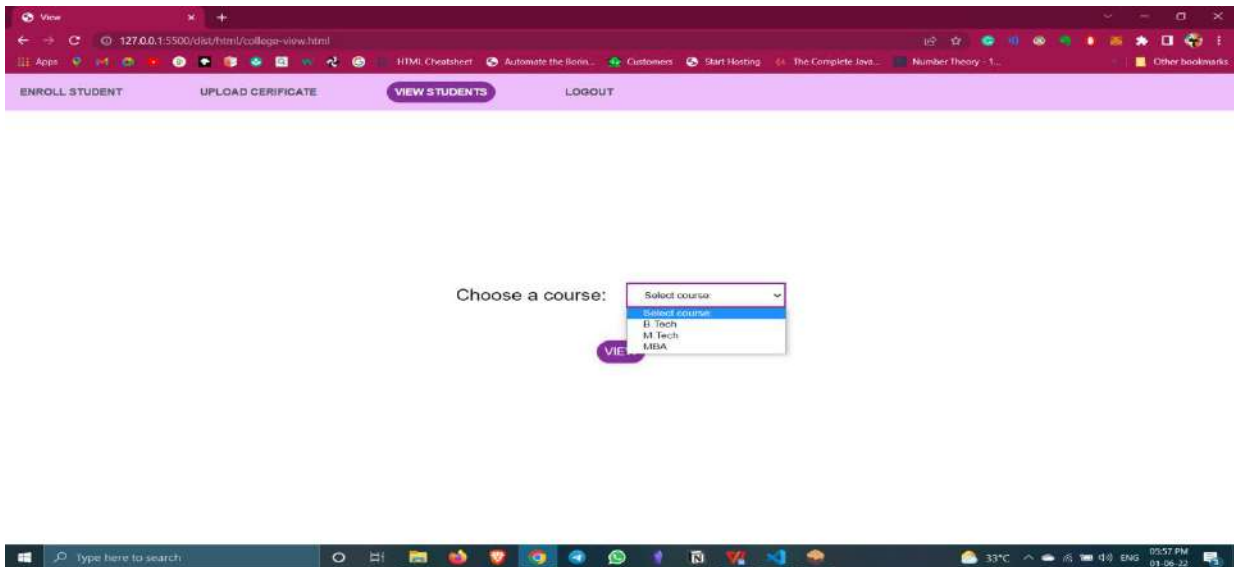 View
127.0.0.1:5500/dist/html/college-view.html
Apps HTML Cheatsheet Automate the Borin... Customers Start Hosting The Complete Java... Number Theory - 1... Other bookmarks
ENROLL STUDENT UPLOAD CERIFICATE VIEW STUDENTS LOGOUT
Choose a course: Select course:
Select course:
B.Tech
M.Tech
MBA
VIE
Type here to search 33°C ENG 05:57 PM
01-06-22